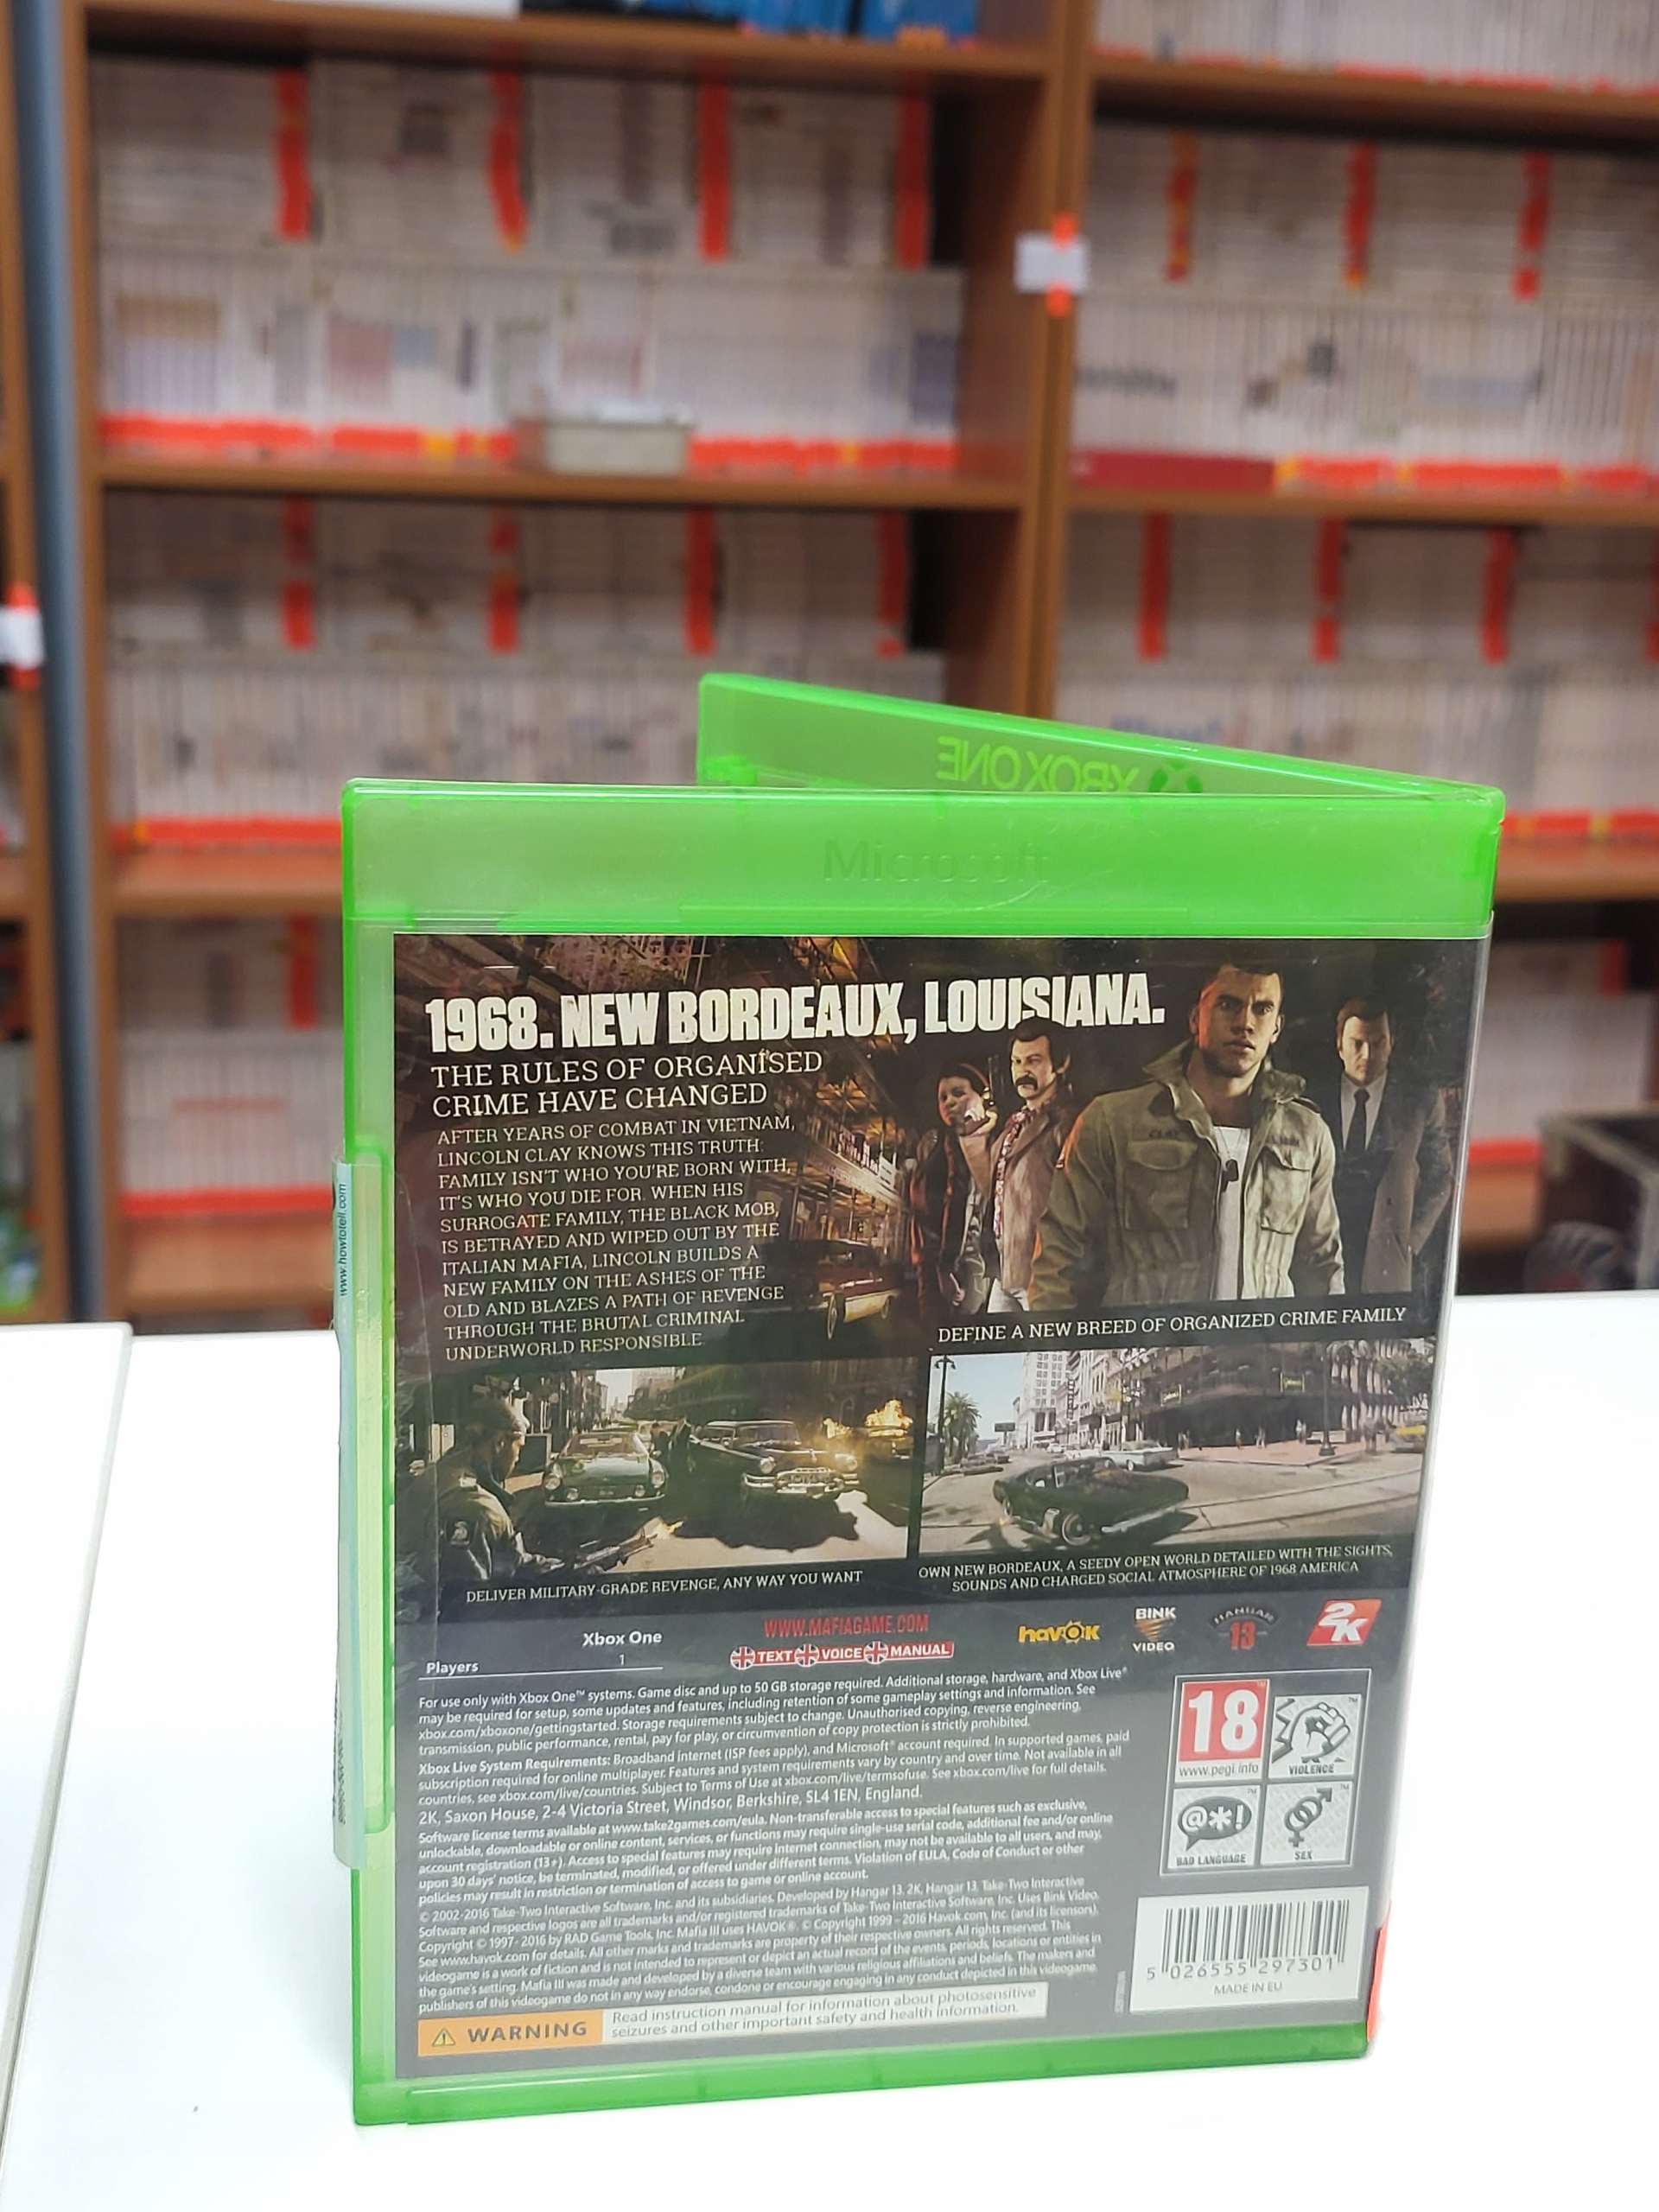 XBOX ONE
Microsoft
1968. NEW BORDEAUX, LOUISIANA.
THE RULES OF ORGANISED
CRIME HAVE CHANGED
AFTER YEARS OF COMBAT IN VIETNAM,
LINCOLN CLAY KNOWS THIS TRUTH:
FAMILY ISN'T WHO YOU'RE BORN WITH,
IT'S WHO YOU DIE FOR. WHEN HIS
SURROGATE FAMILY, THE BLACK MOB,
IS BETRAYED AND WIPED OUT BY THE
ITALIAN MAFIA, LINCOLN BUILDS A
NEW FAMILY ON THE ASHES OF THE
OLD AND BLAZES A PATH OF REVENGE
THROUGH THE BRUTAL CRIMINAL
UNDERWORLD RESPONSIBLE.
CLAY
DEFINE A NEW BREED OF ORGANIZED CRIME FAMILY
DELIVER MILITARY-GRADE REVENGE, ANY WAY YOU WANT
OWN NEW BORDEAUX, A SEEDY OPEN WORLD DETAILED WITH THE SIGHTS,
SOUNDS AND CHARGED SOCIAL ATMOSPHERE OF 1968 AMERICA
www.howtotell.com
Xbox One
Players 1
WWW.MAFIAGAME.COM
TEXT VOICE MANUAL
havok
BINK
VIDEO
HANGAR
13
2K
For use only with Xbox One™ systems. Game disc and up to 50 GB storage required. Additional storage, hardware, and Xbox Live®
may be required for setup, some updates and features, including retention of some gameplay settings and information. See
xbox.com/xboxone/gettingstarted. Storage requirements subject to change. Unauthorised copying, reverse engineering,
transmission, public performance, rental, pay for play, or circumvention of copy protection is strictly prohibited.
Xbox Live System Requirements: Broadband internet (ISP fees apply), and Microsoft® account required. In supported games, paid
subscription required for online multiplayer. Features and system requirements vary by country and over time. Not available in all
countries, see xbox.com/live/countries. Subject to Terms of Use at xbox.com/live/termsofuse. See xbox.com/live for full details.
2K, Saxon House, 2-4 Victoria Street, Windsor, Berkshire, SL4 1EN, England.
Software license terms available at www.take2games.com/eula. Non-transferable access to special features such as exclusive,
unlockable, downloadable or online content, services, or functions may require single-use serial code, additional fee and/or online
account registration (13+). Access to special features may require internet connection, may not be available to all users, and may,
upon 30 days' notice, be terminated, modified, or offered under different terms. Violation of EULA, Code of Conduct or other
policies may result in restriction or termination of access to game or online account.
© 2002-2016 Take-Two Interactive Software, Inc. and its subsidiaries. Developed by Hangar 13. 2K, Hangar 13, Take-Two Interactive
Software and respective logos are all trademarks and/or registered trademarks of Take-Two Interactive Software, Inc. Uses Bink Video.
Copyright © 1997-2016 by RAD Game Tools, Inc. Mafia III uses HAVOK®. © Copyright 1999 - 2016 Havok.com, Inc. (and its licensors).
See www.havok.com for details. All other marks and trademarks are property of their respective owners. All rights reserved. This
videogame is a work of fiction and is not intended to represent or depict an actual record of the events, periods, locations or entities in
the game's setting. Mafia III was made and developed by a diverse team with various religious affiliations and beliefs. The makers and
publishers of this videogame do not in any way endorse, condone or encourage engaging in any conduct depicted in this videogame.
WARNING
Read instruction manual for information about photosensitive
seizures and other important safety and health information.
18
www.pegi.info
VIOLENCE
@*!
BAD LANGUAGE
SEX
5 026555 297301
MADE IN EU